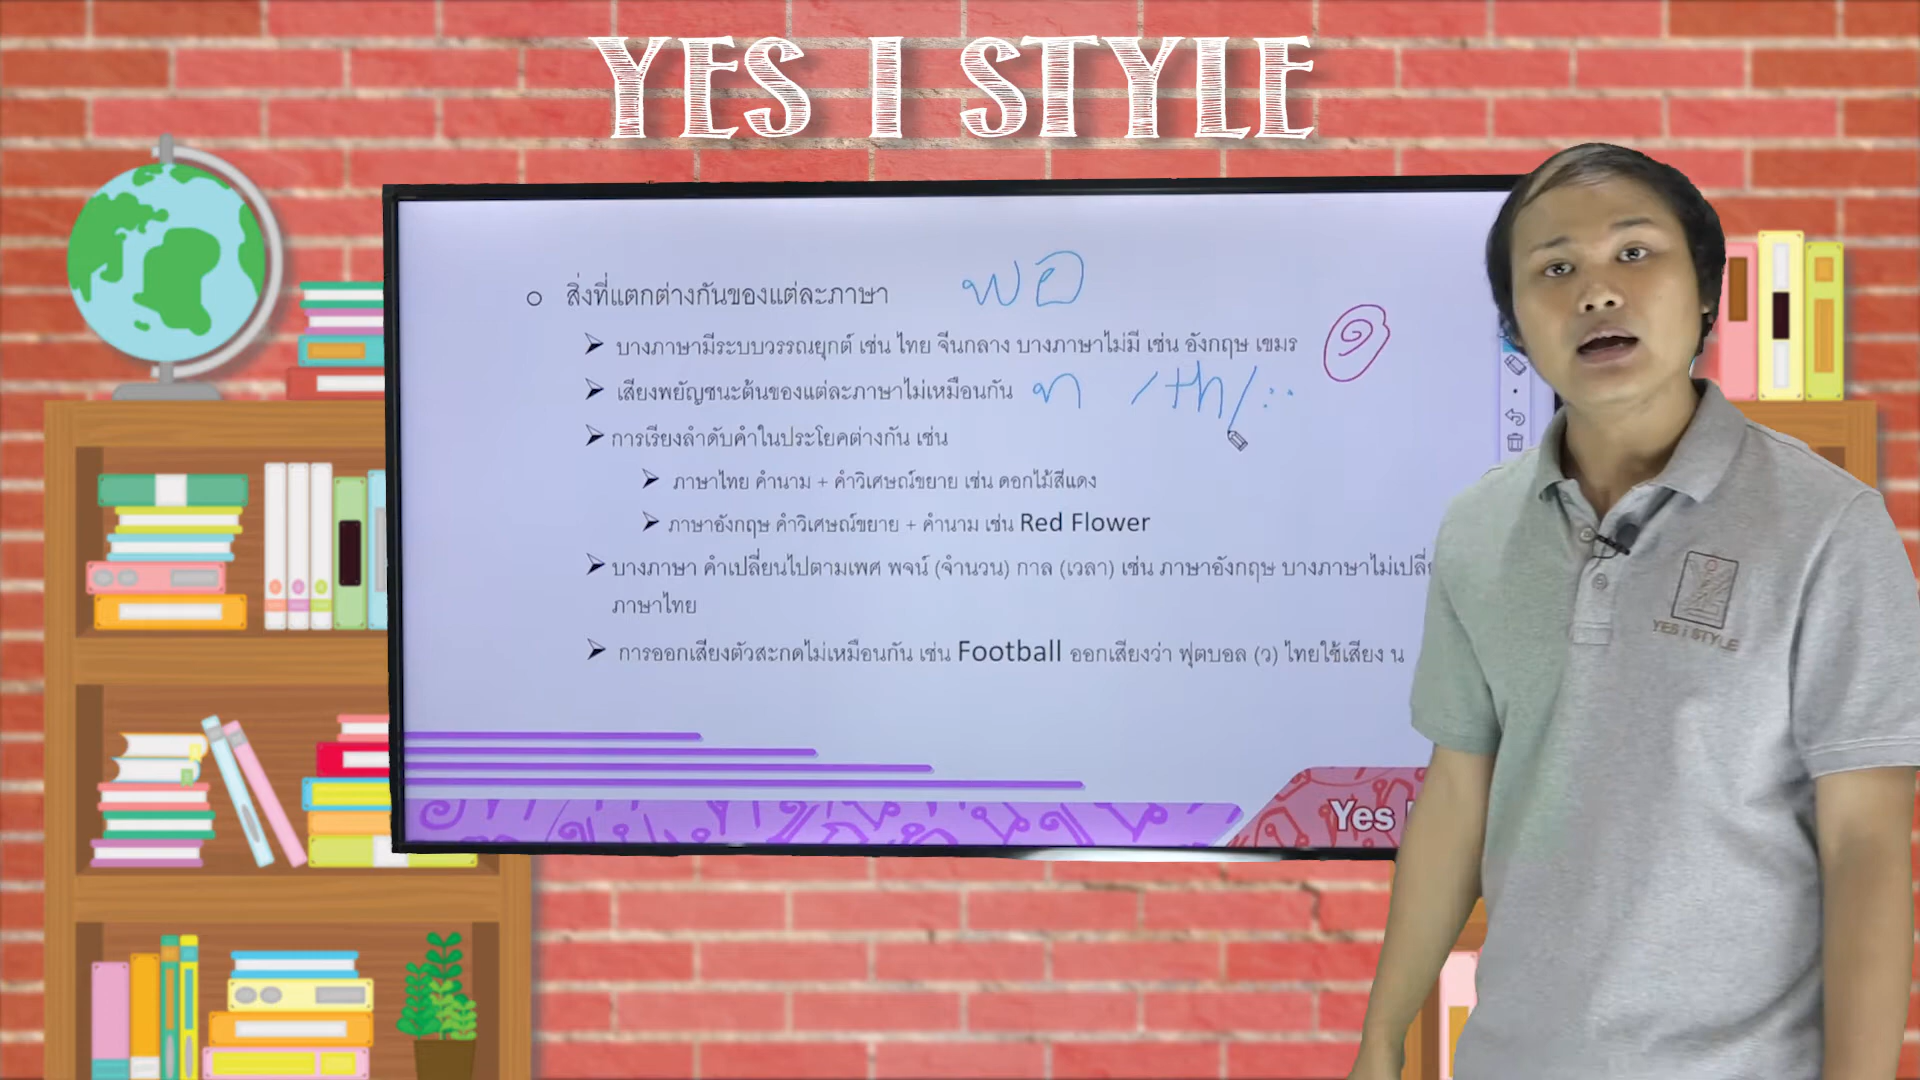 YES I STYLE
สิ่งที่แตกต่างกันของแต่ละภาษา พอ
บางภาษามีระบบวรรณยุกต์ เช่น ไทย จีนกลาง บางภาษาไม่มี เช่น อังกฤษ เขมร ๑
เสียงพยัญชนะต้นของแต่ละภาษาไม่เหมือนกัน ท /th/
การเรียงลำดับคำในประโยคต่างกัน เช่น
ภาษาไทย คำนาม + คำวิเศษณ์ขยาย เช่น ดอกไม้สีแดง
ภาษาอังกฤษ คำวิเศษณ์ขยาย + คำนาม เช่น Red Flower
บางภาษา คำเปลี่ยนไปตามเพศ พจน์ (จำนวน) กาล (เวลา) เช่น ภาษาอังกฤษ บางภาษาไม่เปลี่
ภาษาไทย
การออกเสียงตัวสะกดไม่เหมือนกัน เช่น Football ออกเสียงว่า ฟุตบอล (ว) ไทยใช้เสียง น
Yes
YES i STYLE